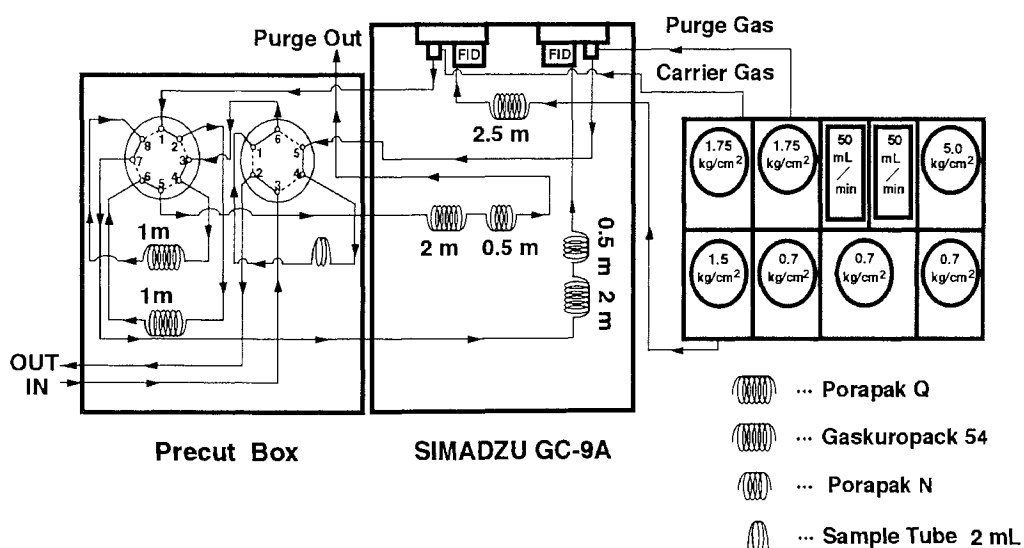 Purge Out
Purge Gas
Carrier Gas
FID
FID
2.5 m
1
2
3
4
5
6
7
8
1
2
3
4
5
6
1m
1m
2 m
0.5 m
0.5 m
2 m
1.75
kg/cm2
1.75
kg/cm2
50
mL
/
min
50
mL
/
min
5.0
kg/cm2
1.5
kg/cm2
0.7
kg/cm2
0.7
kg/cm2
0.7
kg/cm2
OUT
IN
Precut Box
SIMADZU GC-9A
... Porapak Q
... Gaskuropack 54
... Porapak N
... Sample Tube 2 mL